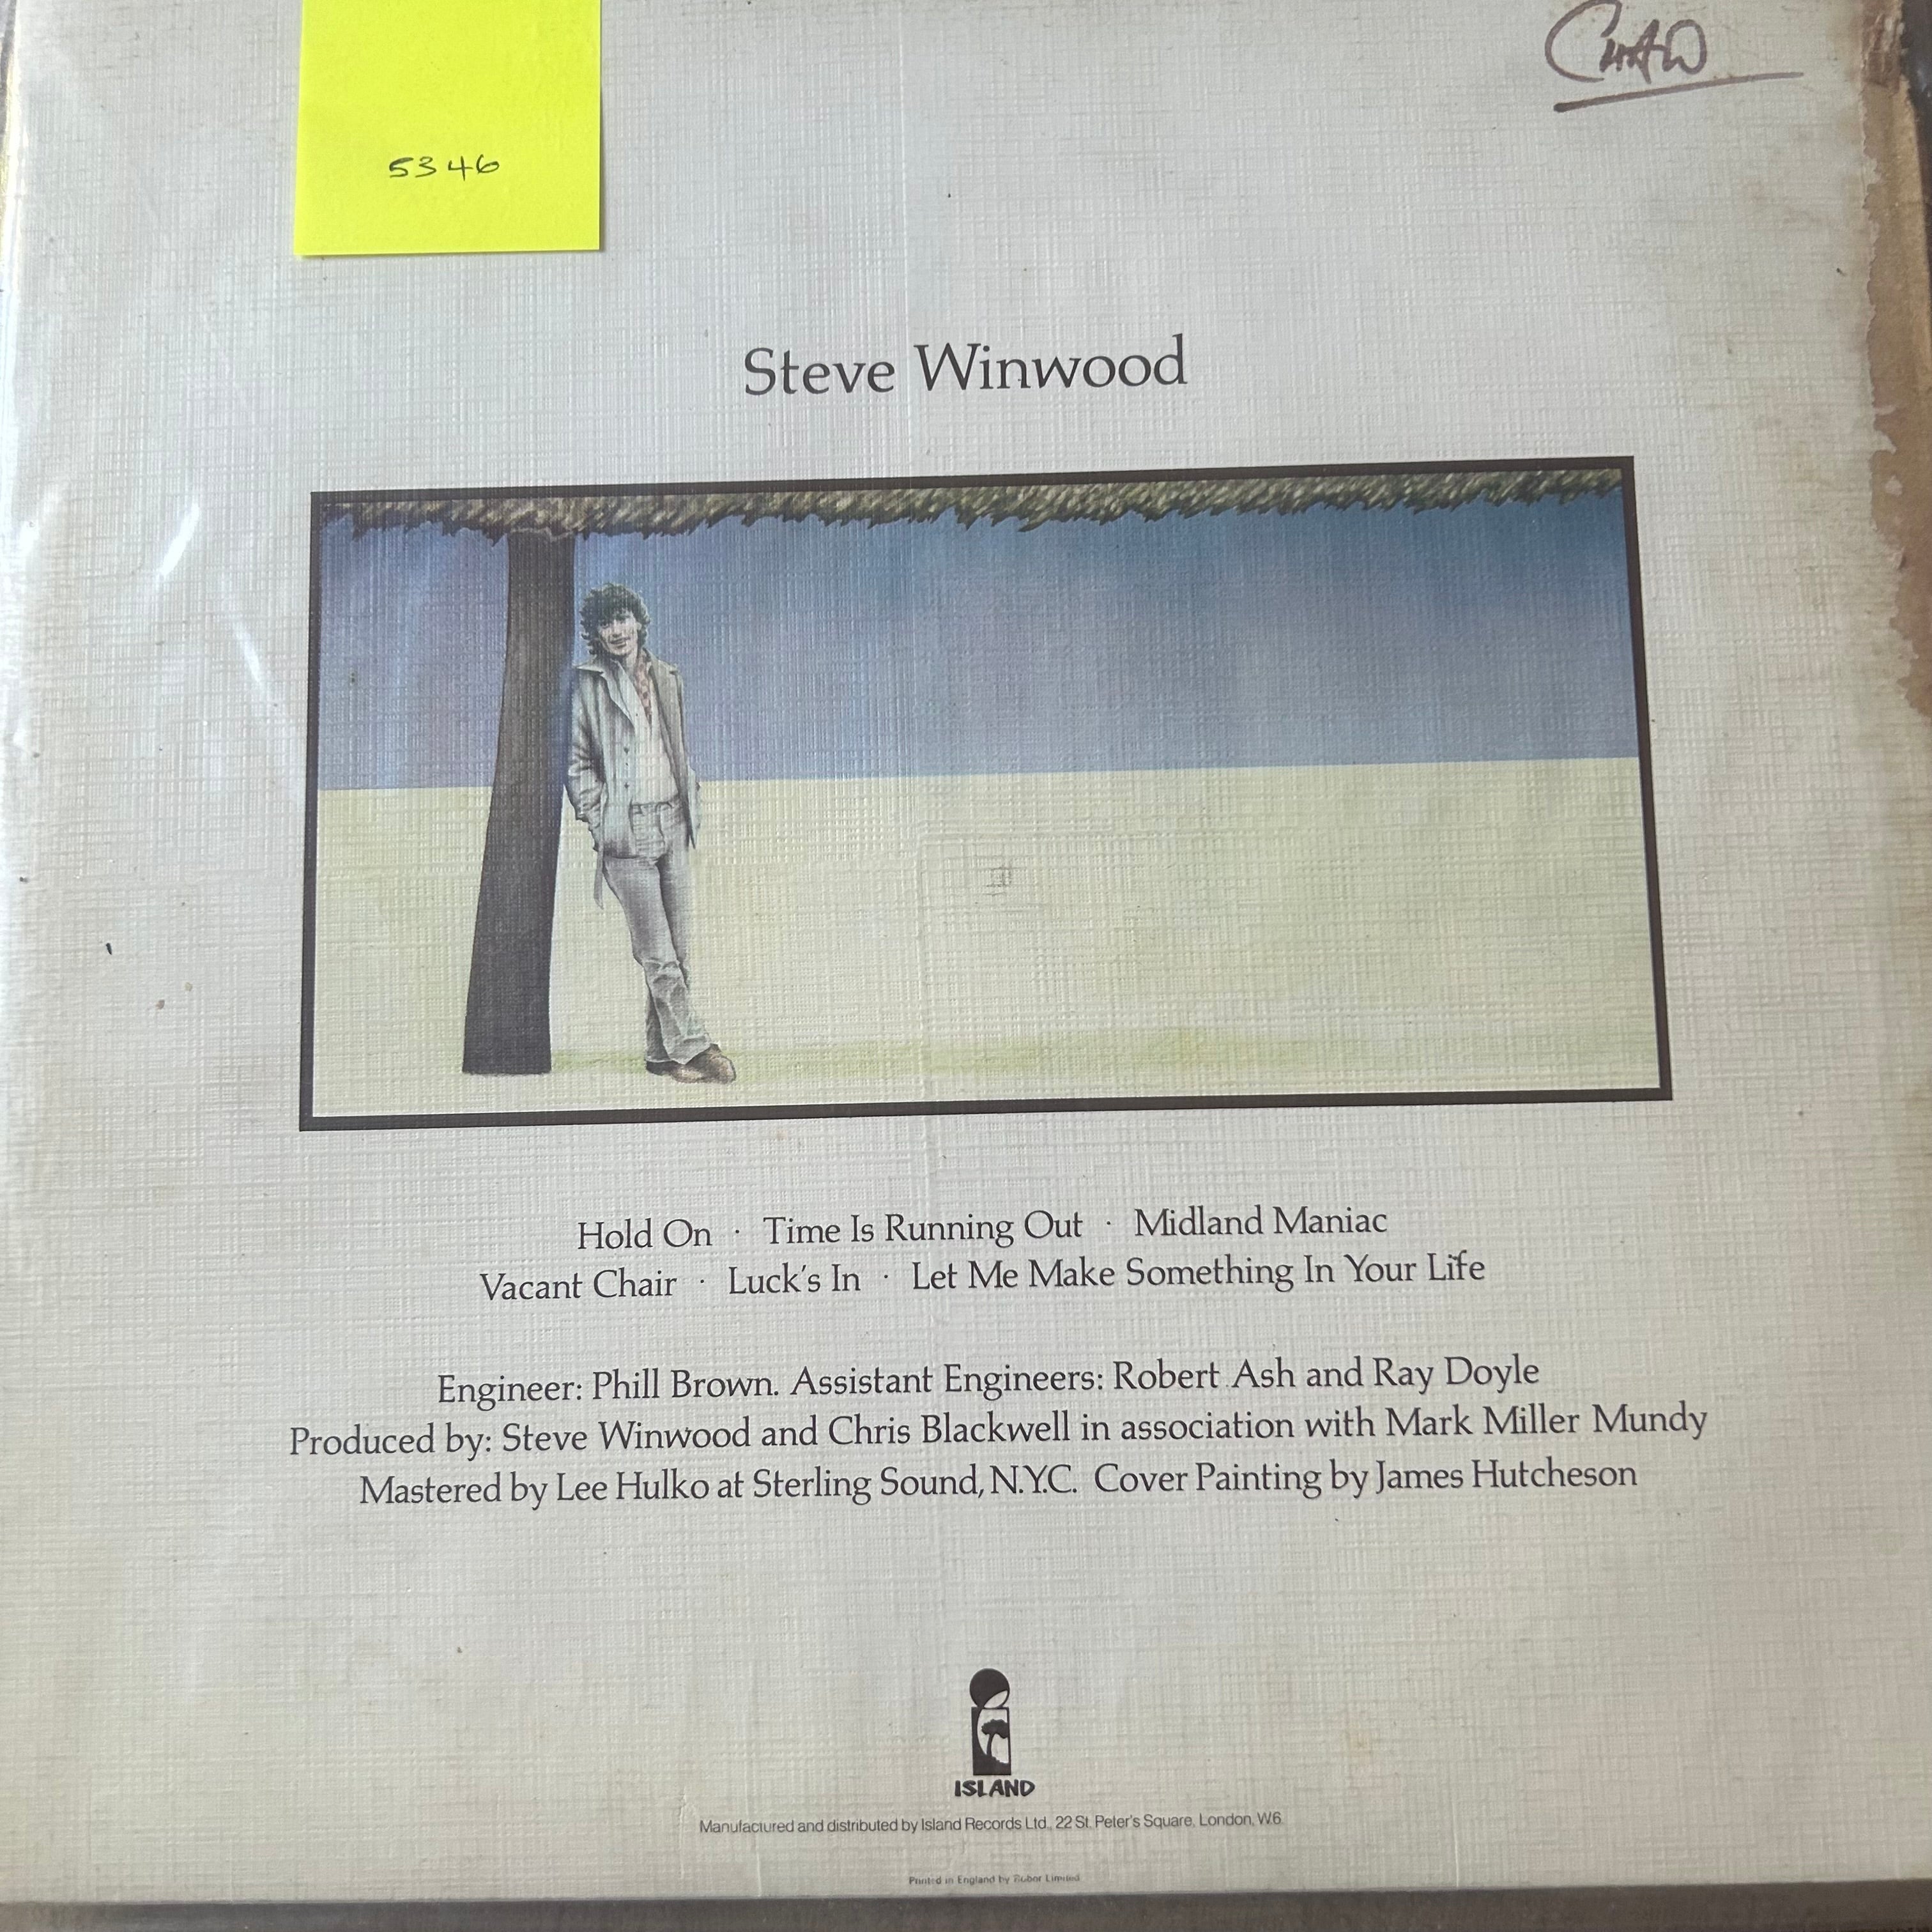 5346
Steve Winwood
Hold On · Time Is Running Out · Midland Maniac
Vacant Chair · Luck's In · Let Me Make Something In Your Life
Engineer: Phill Brown. Assistant Engineers: Robert Ash and Ray Doyle
Produced by: Steve Winwood and Chris Blackwell in association with Mark Miller Mundy
Mastered by Lee Hulko at Sterling Sound, N.Y.C. Cover Painting by James Hutcheson
ISLAND
Manufactured and distributed by Island Records Ltd., 22 St. Peter's Square, London, W6
Printed in England by Limited